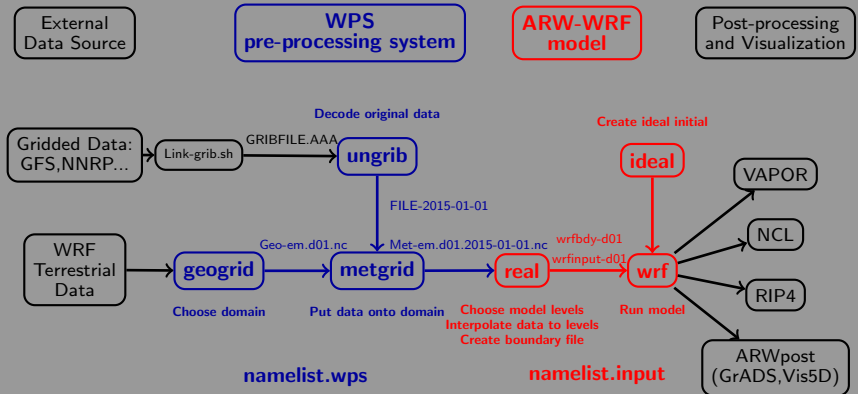 External
Data Source
WPS
pre-processing system
ARW-WRF
model
Post-processing
and Visualization
Decode original data
Create ideal initial
Gridded Data:
GFS,NNRP...
Link-grib.sh
GRIBFILE.AAA
ungrib
ideal
VAPOR
FILE-2015-01-01
NCL
WRF
Terrestrial
Data
geogrid
Geo-em.d01.nc
metgrid
Met-em.d01.2015-01-01.nc
real
wrfbdy-d01
wrfinput-d01
wrf
RIP4
Choose domain
Put data onto domain
Choose model levels
Interpolate data to levels
Create boundary file
Run model
ARWpost
(GrADS,Vis5D)
namelist.wps
namelist.input